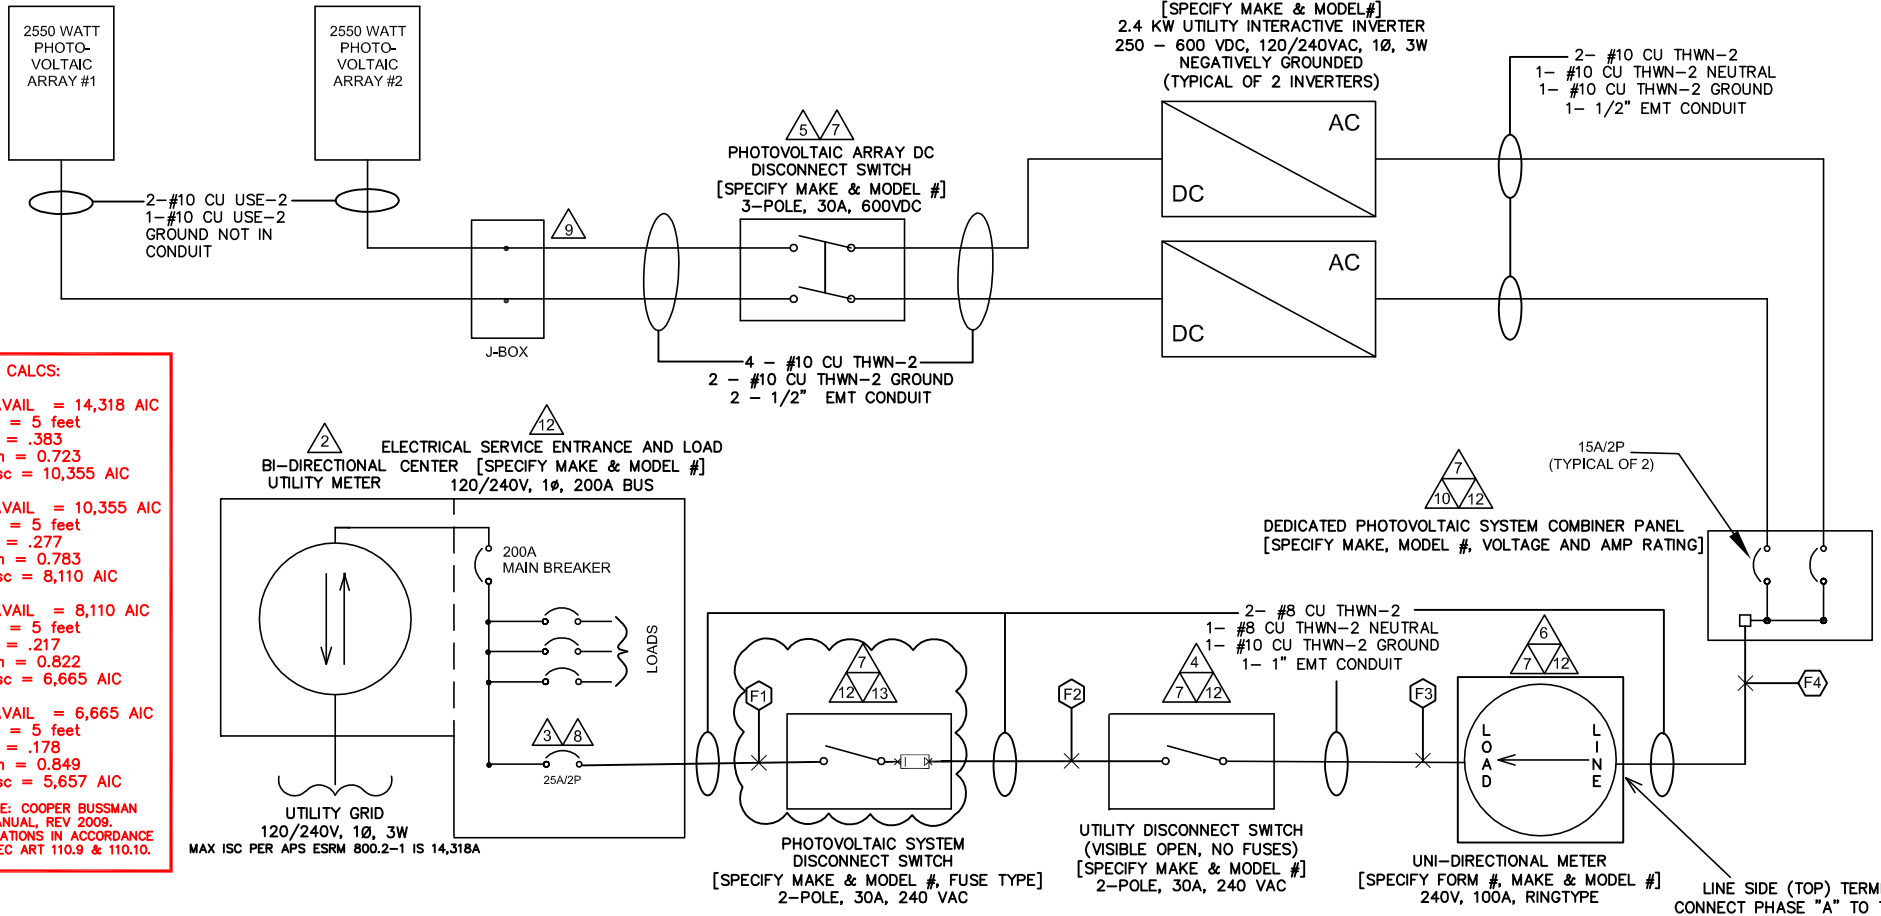 2550 WATT
PHOTO-
VOLTAIC
ARRAY #1
2550 WATT
PHOTO-
VOLTAIC
ARRAY #2
2-#10 CU USE-2
1-#10 CU USE-2
GROUND NOT IN
CONDUIT
J-BOX
9
5 7
PHOTOVOLTAIC ARRAY DC
DISCONNECT SWITCH
[SPECIFY MAKE & MODEL #]
3-POLE, 30A, 600VDC
4 - #10 CU THWN-2
2 - #10 CU THWN-2 GROUND
2 - 1/2" EMT CONDUIT
[SPECIFY MAKE & MODEL#]
2.4 KW UTILITY INTERACTIVE INVERTER
250 - 600 VDC, 120/240VAC, 1Ø, 3W
NEGATIVELY GROUNDED
(TYPICAL OF 2 INVERTERS)
AC
DC
AC
DC
2- #10 CU THWN-2
1- #10 CU THWN-2 NEUTRAL
1- #10 CU THWN-2 GROUND
1- 1/2" EMT CONDUIT
CALCS:
= 14,318 AIC
= 5 feet
= .383
= 0.723
= 10,355 AIC
= 10,355 AIC
= 5 feet
= .277
= 0.783
= 8,110 AIC
= 8,110 AIC
= 5 feet
= .217
= 0.822
= 6,665 AIC
= 6,665 AIC
= 5 feet
= .178
= 0.849
= 5,657 AIC
COOPER BUSSMAN
REV 2009.
IN ACCORDANCE
ART 110.9 & 110.10.
2
BI-DIRECTIONAL
UTILITY METER
12
ELECTRICAL SERVICE ENTRANCE AND LOAD
CENTER [SPECIFY MAKE & MODEL #]
120/240V, 1Ø, 200A BUS
200A
MAIN BREAKER
LOADS
3 8
25A/2P
UTILITY GRID
120/240V, 1Ø, 3W
MAX ISC PER APS ESRM 800.2-1 IS 14,318A
F1
7
12 13
PHOTOVOLTAIC SYSTEM
DISCONNECT SWITCH
[SPECIFY MAKE & MODEL #, FUSE TYPE]
2-POLE, 30A, 240 VAC
F2
4
7 12
UTILITY DISCONNECT SWITCH
(VISIBLE OPEN, NO FUSES)
[SPECIFY MAKE & MODEL #]
2-POLE, 30A, 240 VAC
2- #8 CU THWN-2
1- #8 CU THWN-2 NEUTRAL
1- #10 CU THWN-2 GROUND
1- 1" EMT CONDUIT
F3
6
7 12
LOAD
LINE
UNI-DIRECTIONAL METER
[SPECIFY FORM #, MAKE & MODEL #]
240V, 100A, RINGTYPE
F4
15A/2P
(TYPICAL OF 2)
7
10 12
DEDICATED PHOTOVOLTAIC SYSTEM COMBINER PANEL
[SPECIFY MAKE, MODEL #, VOLTAGE AND AMP RATING]
LINE SIDE (TOP)
CONNECT PHASE "A" TO